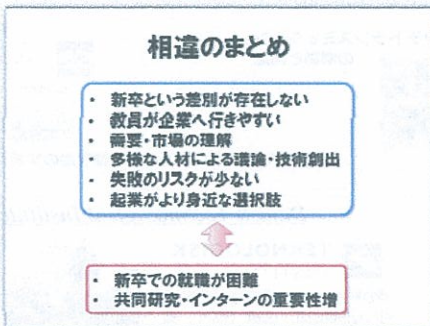 相違のまとめ
・ 新卒という差別が存在しない
・ 教員が企業へ行きやすい
・ 需要・市場の理解
・ 多様な人材による議論・技術創出
・ 失敗のリスクが少ない
・ 起業がより身近な選択肢
・ 新卒での就職が困難
・ 共同研究・インターンの重要性増